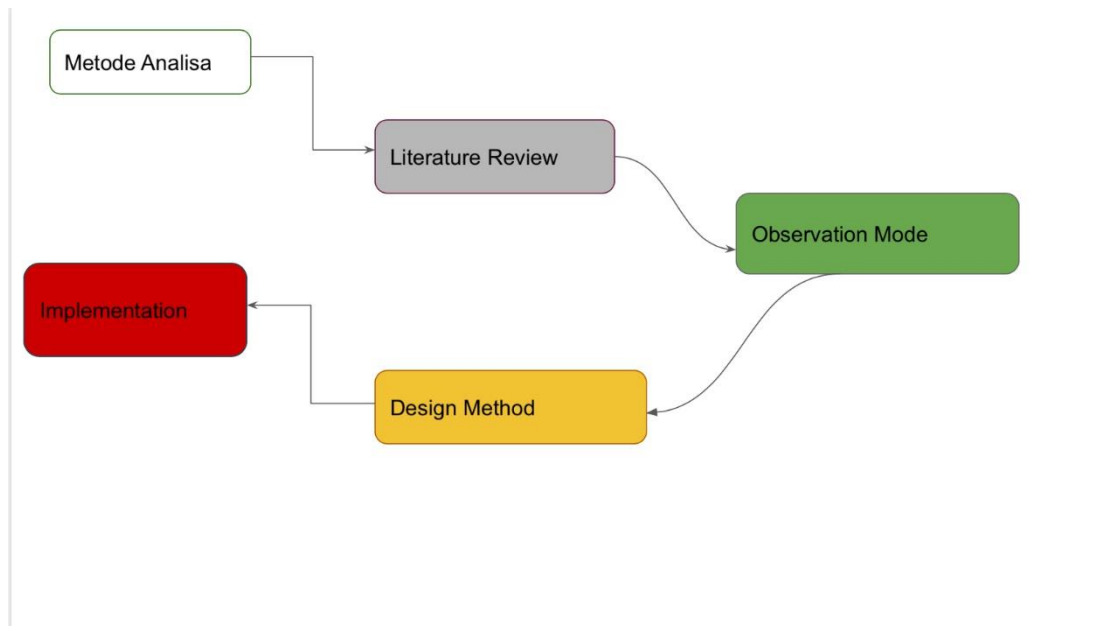 Metode Analisa
Literature Review
Observation Mode
Implementation
Design Method